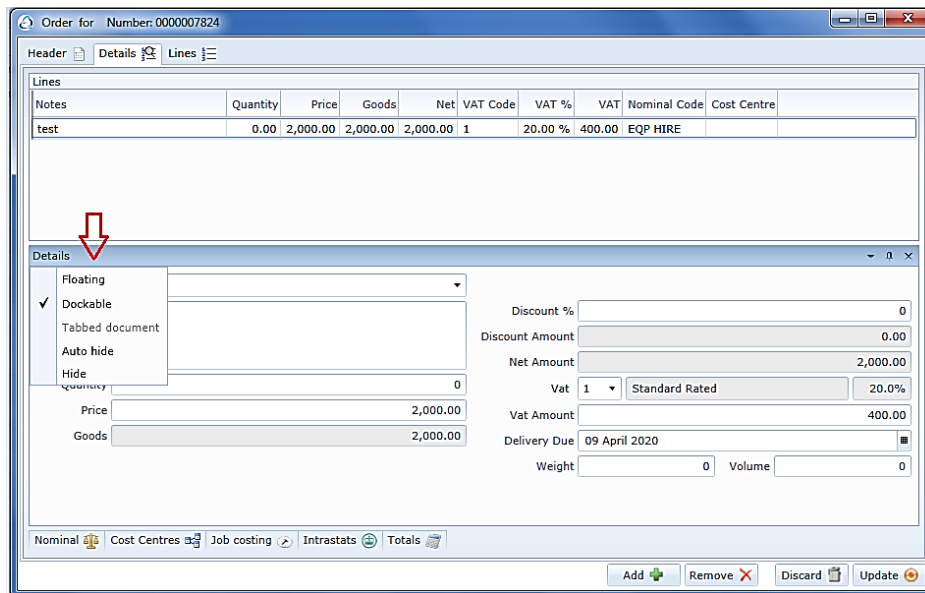 Order for Number: 0000007824
Header Details Lines
Lines
Notes Quantity Price Goods Net VAT Code VAT % VAT Nominal Code Cost Centre
test 0.00 2,000.00 2,000.00 2,000.00 1 20.00 % 400.00 EQP HIRE
Details
Floating
Dockable
Tabbed document
Auto hide
Hide
Quantity 0
Price 2,000.00
Goods 2,000.00
Discount % 0
Discount Amount 0.00
Net Amount 2,000.00
Vat 1 Standard Rated 20.0%
Vat Amount 400.00
Delivery Due 09 April 2020
Weight 0 Volume 0
Nominal Cost Centres Job costing Intrastats Totals
Add Remove Discard Update